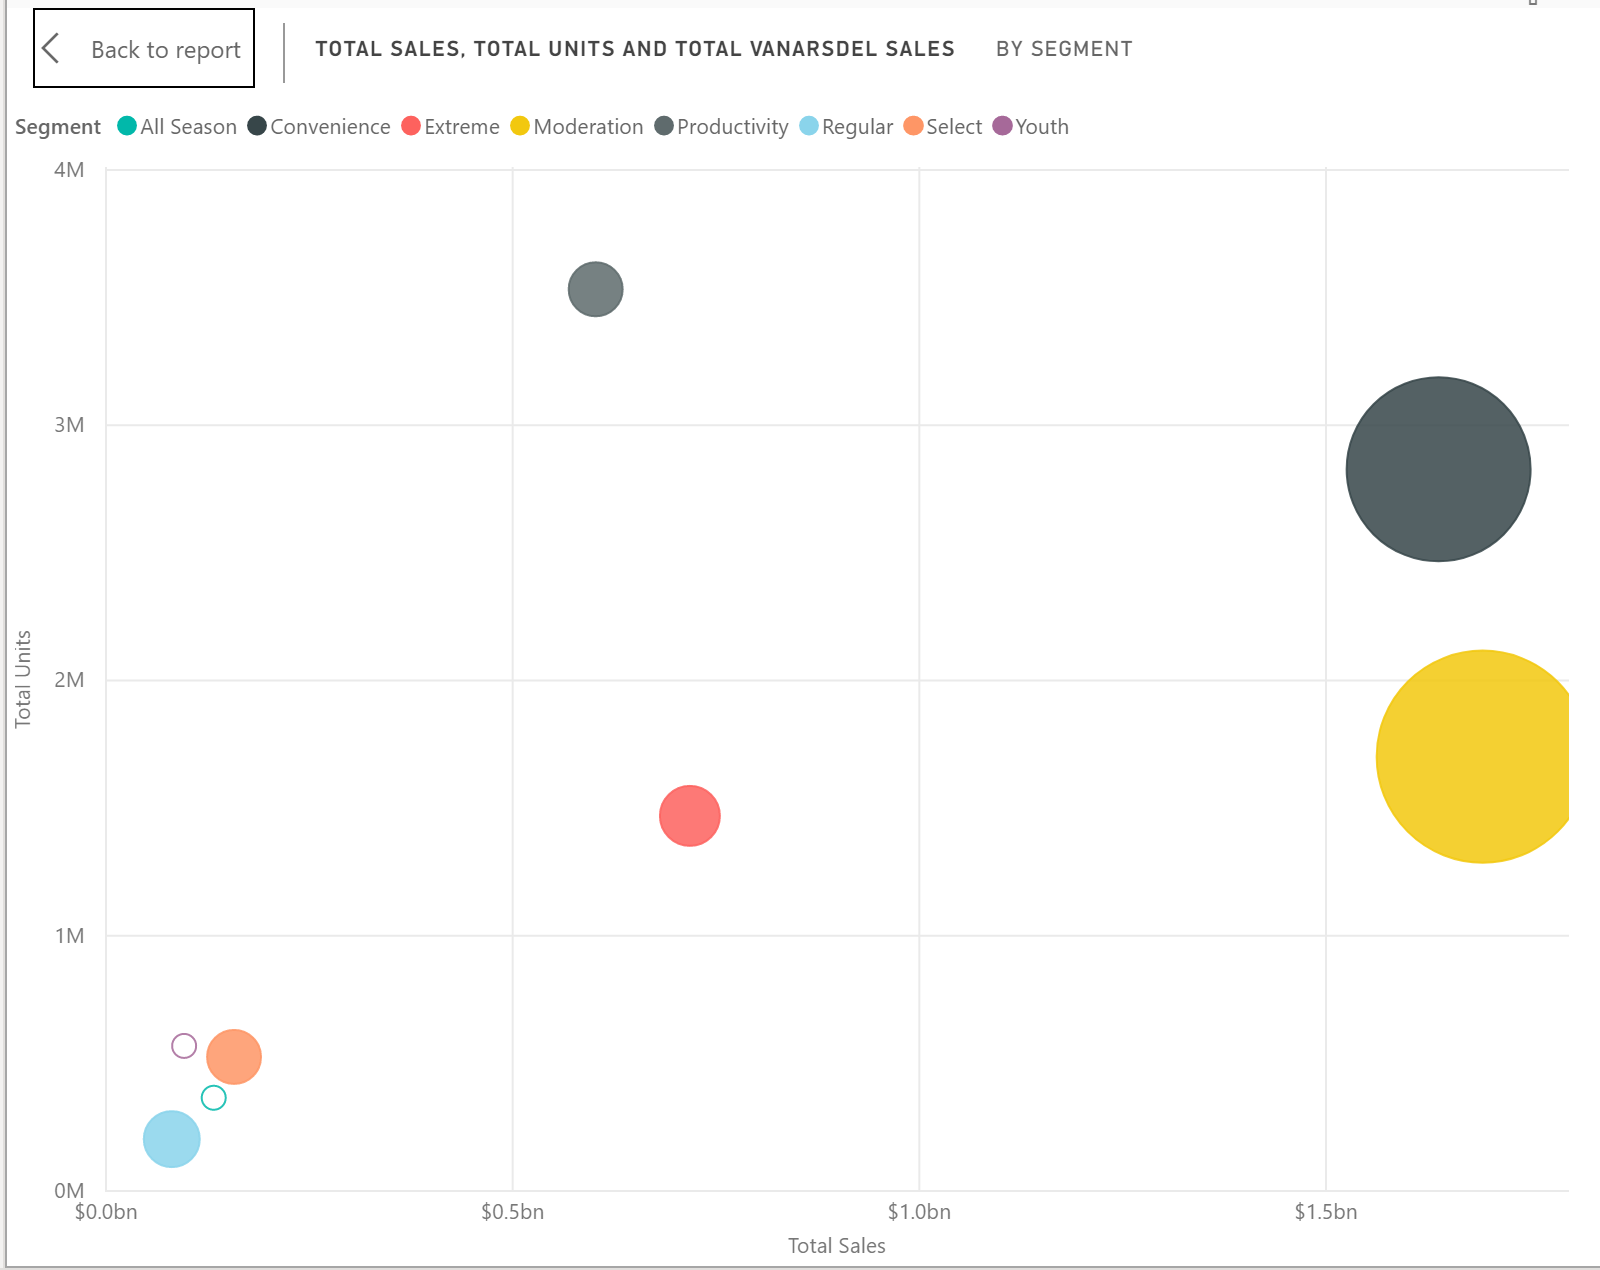 Back to report
TOTAL SALES, TOTAL UNITS AND TOTAL VANARSDEL SALES BY SEGMENT
Segment All Season Convenience Extreme Moderation Productivity Regular Select Youth
4M
3M
2M
1M
0M
Total Units
$0.0bn $0.5bn $1.0bn $1.5bn
Total Sales